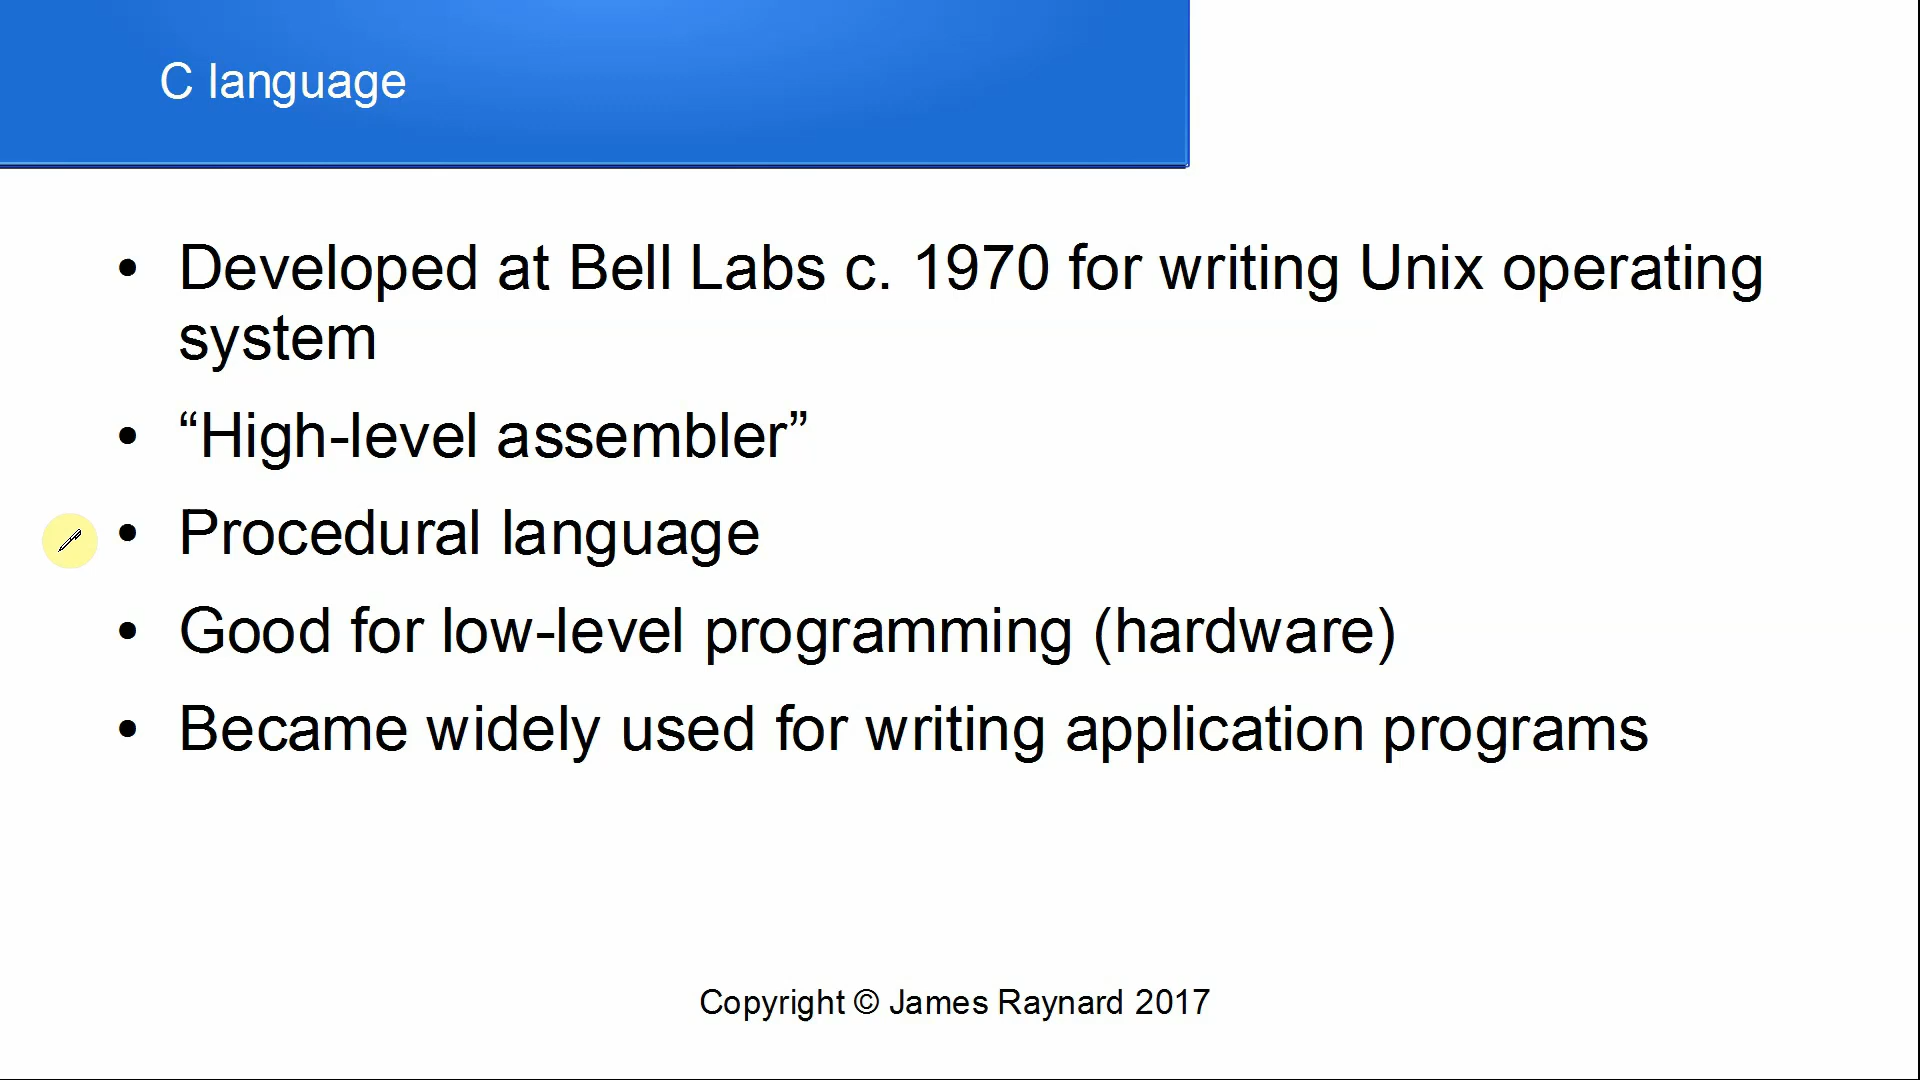 C language
• Developed at Bell Labs c. 1970 for writing Unix operating
system
• “High-level assembler”
• Procedural language
• Good for low-level programming (hardware)
• Became widely used for writing application programs
Copyright © James Raynard 2017